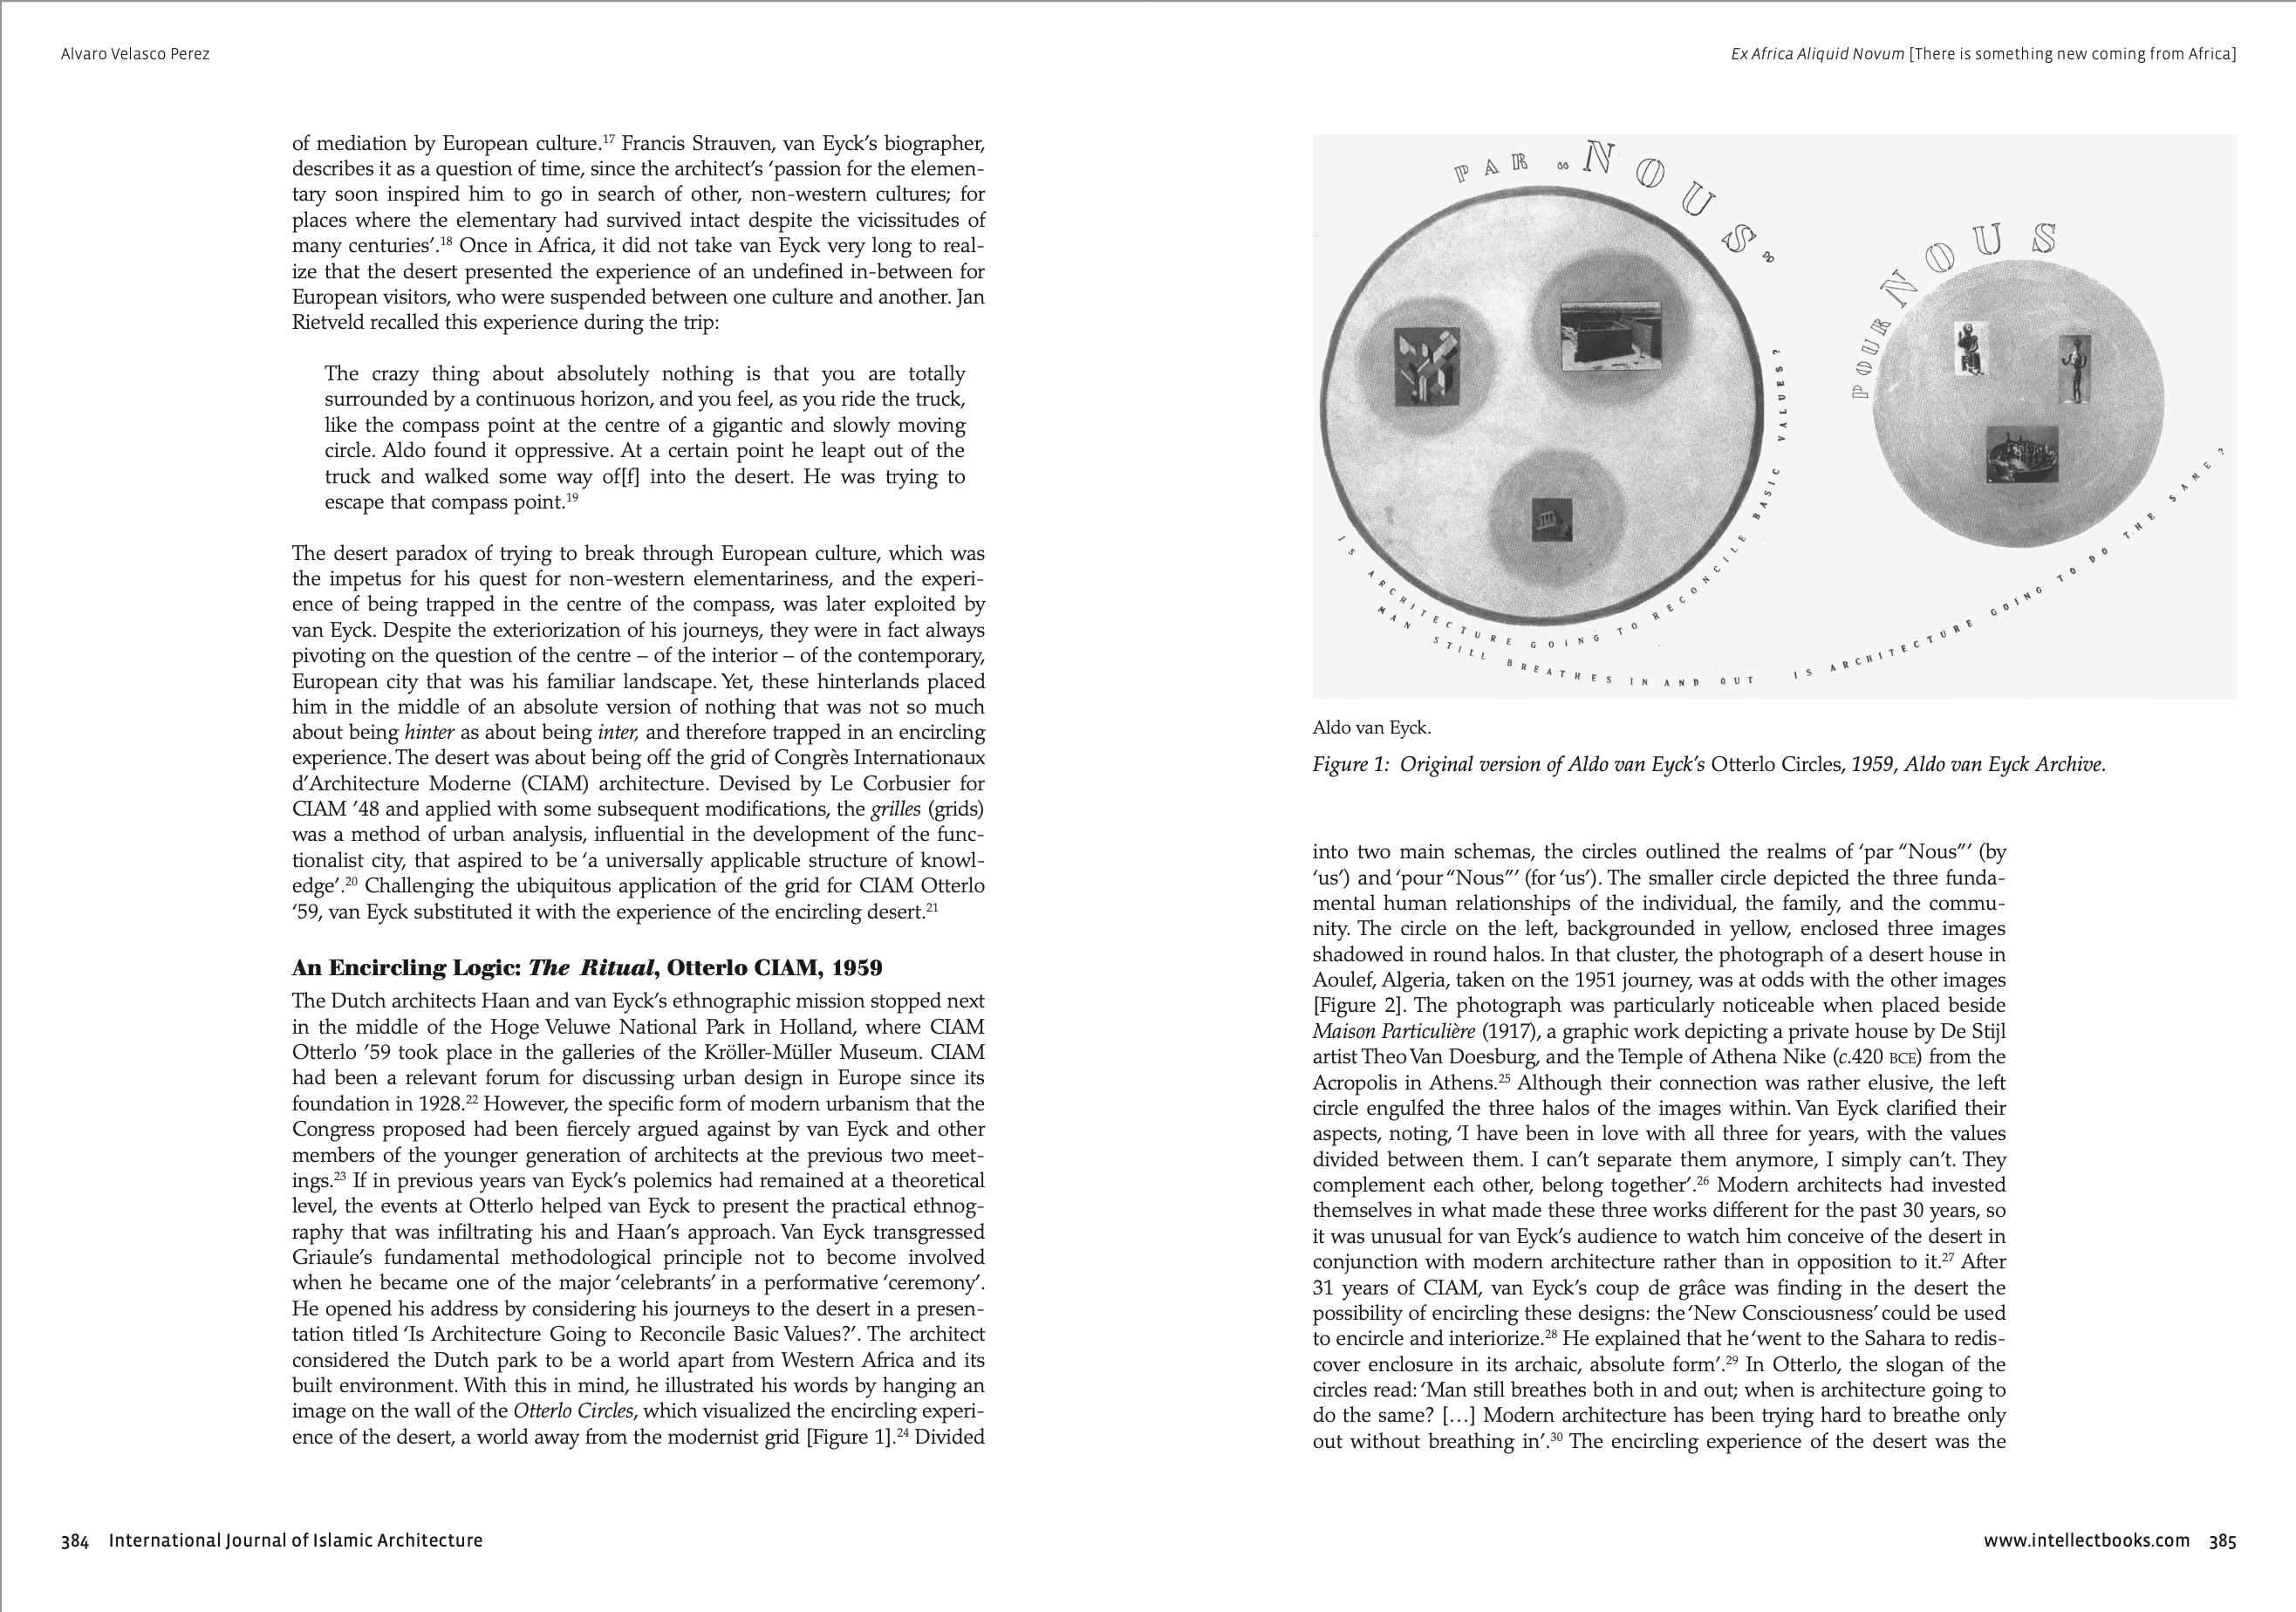 Alvaro Velasco Perez
of mediation by European culture.17 Francis Strauven, van Eyck’s biographer,
describes it as a question of time, since the architect’s ‘passion for the elemen-
tary soon inspired him to go in search of other, non-western cultures; for
places where the elementary had survived intact despite the vicissitudes of
many centuries’.18 Once in Africa, it did not take van Eyck very long to real-
ize that the desert presented the experience of an undefined in-between for
European visitors, who were suspended between one culture and another. Jan
Rietveld recalled this experience during the trip:
The crazy thing about absolutely nothing is that you are totally
surrounded by a continuous horizon, and you feel, as you ride the truck,
like the compass point at the centre of a gigantic and slowly moving
circle. Aldo found it oppressive. At a certain point he leapt out of the
truck and walked some way of[f] into the desert. He was trying to
escape that compass point.19
The desert paradox of trying to break through European culture, which was
the impetus for his quest for non-western elementariness, and the experi-
ence of being trapped in the centre of the compass, was later exploited by
van Eyck. Despite the exteriorization of his journeys, they were in fact always
pivoting on the question of the centre – of the interior – of the contemporary,
European city that was his familiar landscape. Yet, these hinterlands placed
him in the middle of an absolute version of nothing that was not so much
about being hinter as about being inter, and therefore trapped in an encircling
experience. The desert was about being off the grid of Congrès Internationaux
d’Architecture Moderne (CIAM) architecture. Devised by Le Corbusier for
CIAM ’48 and applied with some subsequent modifications, the grilles (grids)
was a method of urban analysis, influential in the development of the func-
tionalist city, that aspired to be ‘a universally applicable structure of knowl-
edge’.20 Challenging the ubiquitous application of the grid for CIAM Otterlo
‘59, van Eyck substituted it with the experience of the encircling desert.21
An Encircling Logic: The Ritual, Otterlo CIAM, 1959
The Dutch architects Haan and van Eyck’s ethnographic mission stopped next
in the middle of the Hoge Veluwe National Park in Holland, where CIAM
Otterlo ’59 took place in the galleries of the Kröller-Müller Museum. CIAM
had been a relevant forum for discussing urban design in Europe since its
foundation in 1928.22 However, the specific form of modern urbanism that the
Congress proposed had been fiercely argued against by van Eyck and other
members of the younger generation of architects at the previous two meet-
ings.23 If in previous years van Eyck’s polemics had remained at a theoretical
level, the events at Otterlo helped van Eyck to present the practical ethnog-
raphy that was infiltrating his and Haan’s approach. Van Eyck transgressed
Griaule’s fundamental methodological principle not to become involved
when he became one of the major ‘celebrants’ in a performative ‘ceremony’.
He opened his address by considering his journeys to the desert in a presen-
tation titled ‘Is Architecture Going to Reconcile Basic Values?’. The architect
considered the Dutch park to be a world apart from Western Africa and its
built environment. With this in mind, he illustrated his words by hanging an
image on the wall of the Otterlo Circles, which visualized the encircling experi-
ence of the desert, a world away from the modernist grid [Figure 1].24 Divided
384 International Journal of Islamic Architecture
Ex Africa Aliquid Novum [There is something new coming from Africa]
PAR “NOUS”
POUR NOUS
IS ARCHITECTURE GOING TO RECONCILE BASIC VALUES?
MAN STILL BREATHES IN AND OUT IS ARCHITECTURE GOING TO DO THE SAME?
Aldo van Eyck.
Figure 1: Original version of Aldo van Eyck’s Otterlo Circles, 1959, Aldo van Eyck Archive.
into two main schemas, the circles outlined the realms of ‘par “Nous”’ (by
‘us’) and ‘pour “Nous”’ (for ‘us’). The smaller circle depicted the three funda-
mental human relationships of the individual, the family, and the commu-
nity. The circle on the left, backgrounded in yellow, enclosed three images
shadowed in round halos. In that cluster, the photograph of a desert house in
Aoulef, Algeria, taken on the 1951 journey, was at odds with the other images
[Figure 2]. The photograph was particularly noticeable when placed beside
Maison Particulière (1917), a graphic work depicting a private house by De Stijl
artist Theo Van Doesburg, and the Temple of Athena Nike (c.420 BCE) from the
Acropolis in Athens.25 Although their connection was rather elusive, the left
circle engulfed the three halos of the images within. Van Eyck clarified their
aspects, noting, ‘I have been in love with all three for years, with the values
divided between them. I can’t separate them anymore, I simply can’t. They
complement each other, belong together’.26 Modern architects had invested
themselves in what made these three works different for the past 30 years, so
it was unusual for van Eyck’s audience to watch him conceive of the desert in
conjunction with modern architecture rather than in opposition to it.27 After
31 years of CIAM, van Eyck’s coup de grâce was finding in the desert the
possibility of encircling these designs: the ‘New Consciousness’ could be used
to encircle and interiorize.28 He explained that he ‘went to the Sahara to redis-
cover enclosure in its archaic, absolute form’.29 In Otterlo, the slogan of the
circles read: ‘Man still breathes both in and out; when is architecture going to
do the same? […] Modern architecture has been trying hard to breathe only
out without breathing in’.30 The encircling experience of the desert was the
www.intellectbooks.com 385